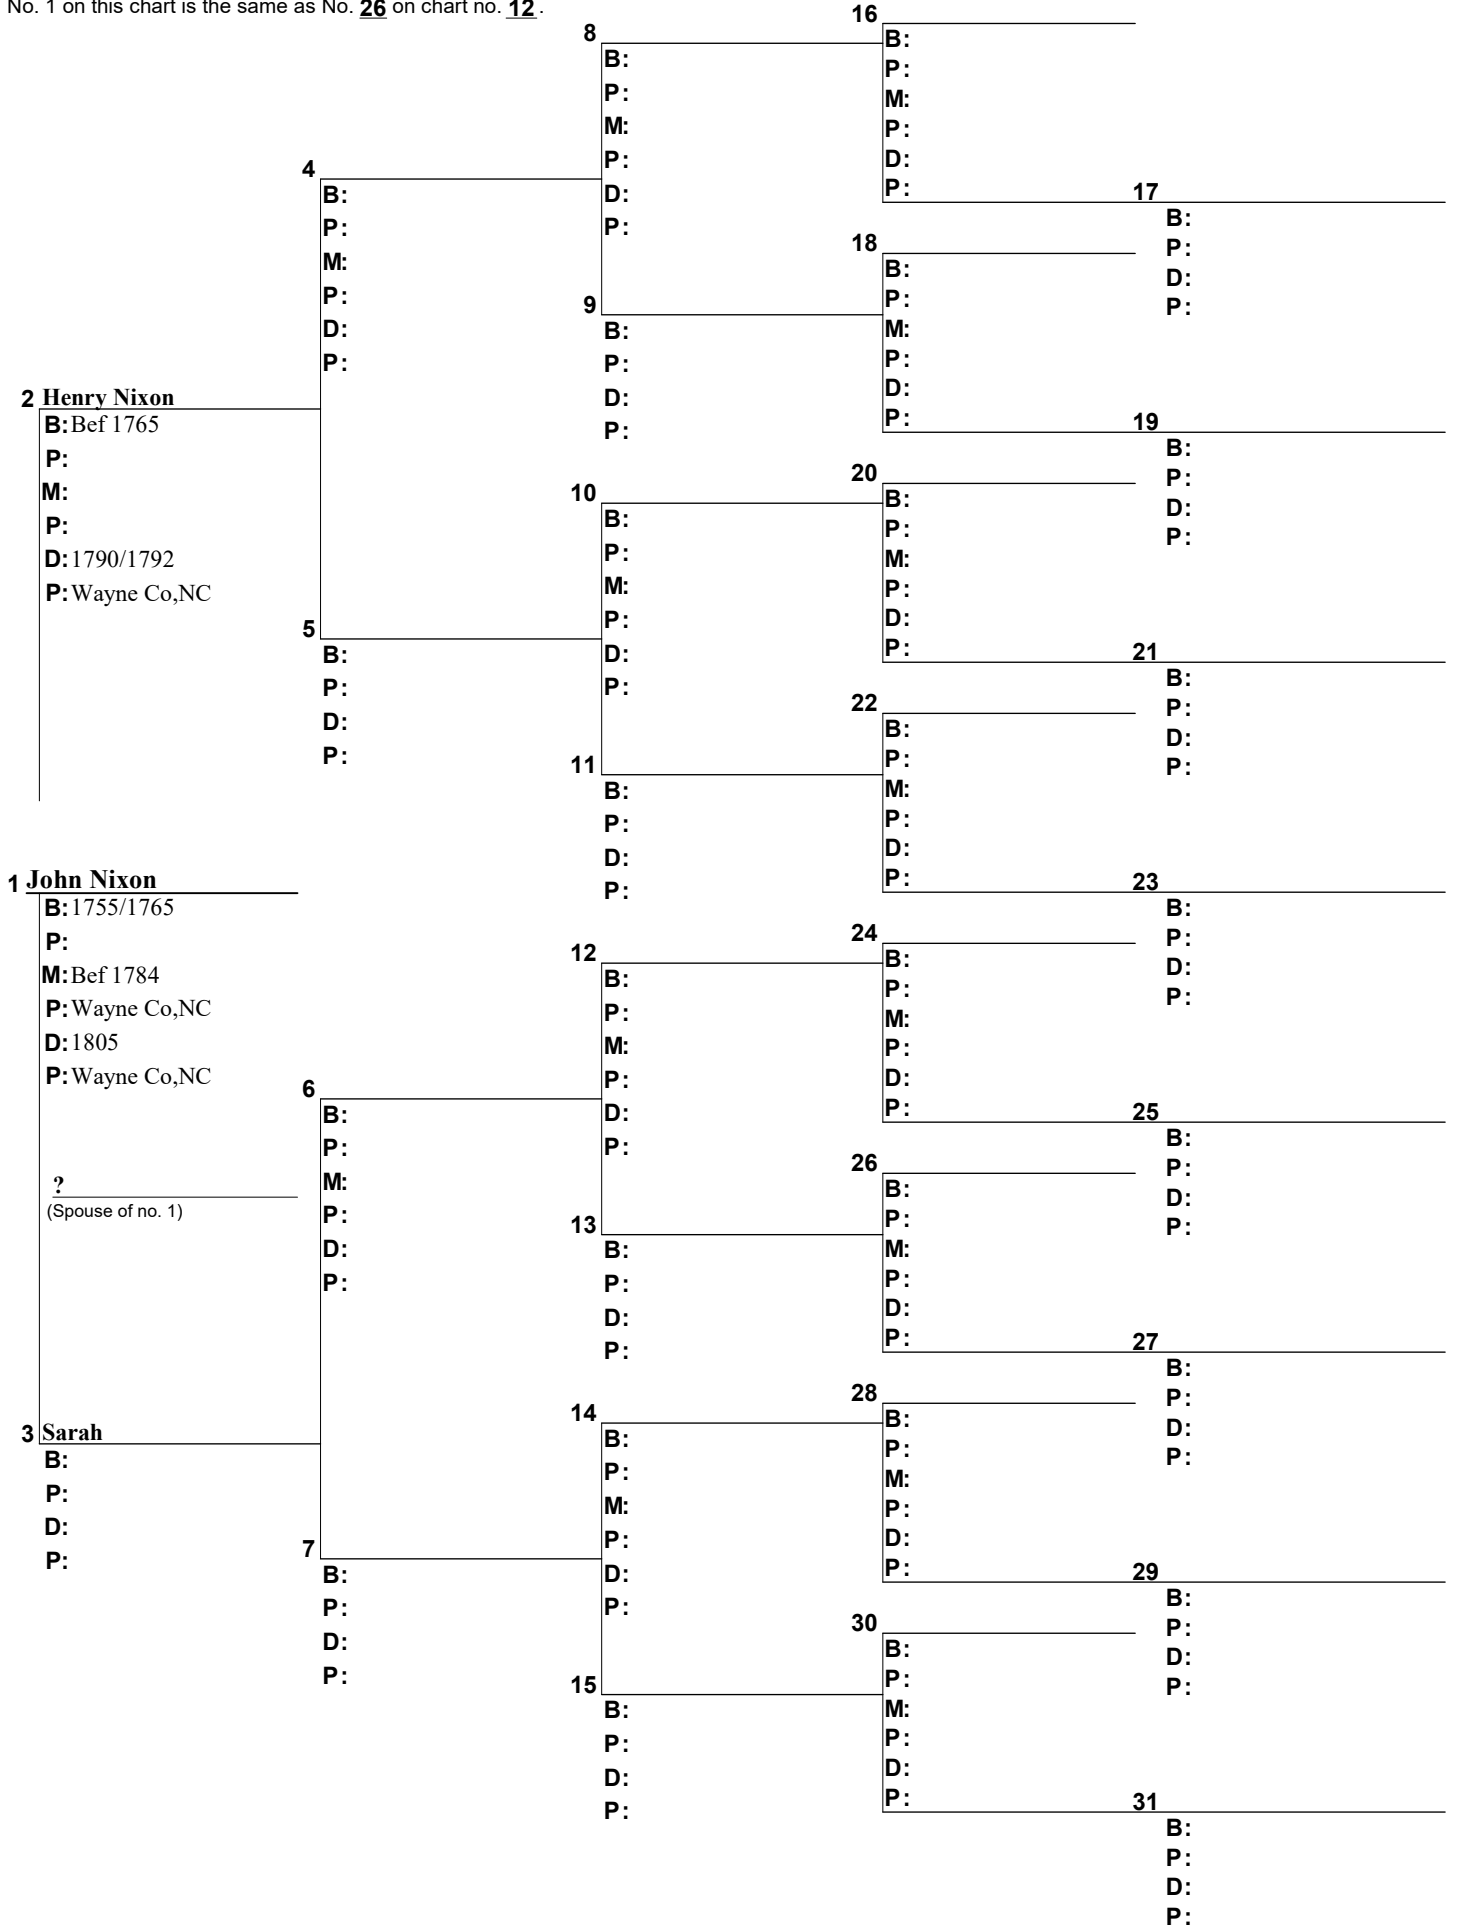 No. 1 on this chart is the same as No. 26 on chart no. 12.
2 Henry Nixon
B: Bef 1765
P:
M:
P:
D: 1790/1792
P: Wayne Co,NC
1 John Nixon
B: 1755/1765
P:
M: Bef 1784
P: Wayne Co,NC
D: 1805
P: Wayne Co,NC
?
(Spouse of no. 1)
3 Sarah
B:
P:
D:
P:
4
B:
P:
M:
P:
D:
P:
5
B:
P:
D:
P:
6
B:
P:
M:
P:
D:
P:
7
B:
P:
D:
P:
8
B:
P:
M:
P:
D:
P:
9
B:
P:
D:
P:
10
B:
P:
M:
P:
D:
P:
11
B:
P:
D:
P:
12
B:
P:
M:
P:
D:
P:
13
B:
P:
D:
P:
14
B:
P:
M:
P:
D:
P:
15
B:
P:
D:
P:
16
B:
P:
M:
P:
D:
P:
17
B:
P:
D:
P:
18
B:
P:
M:
P:
D:
P:
19
B:
P:
D:
P:
20
B:
P:
M:
P:
D:
P:
21
B:
P:
D:
P:
22
B:
P:
M:
P:
D:
P:
23
B:
P:
D:
P:
24
B:
P:
M:
P:
D:
P:
25
B:
P:
D:
P:
26
B:
P:
M:
P:
D:
P:
27
B:
P:
D:
P:
28
B:
P:
M:
P:
D:
P:
29
B:
P:
D:
P:
30
B:
P:
M:
P:
D:
P:
31
B:
P:
D:
P: